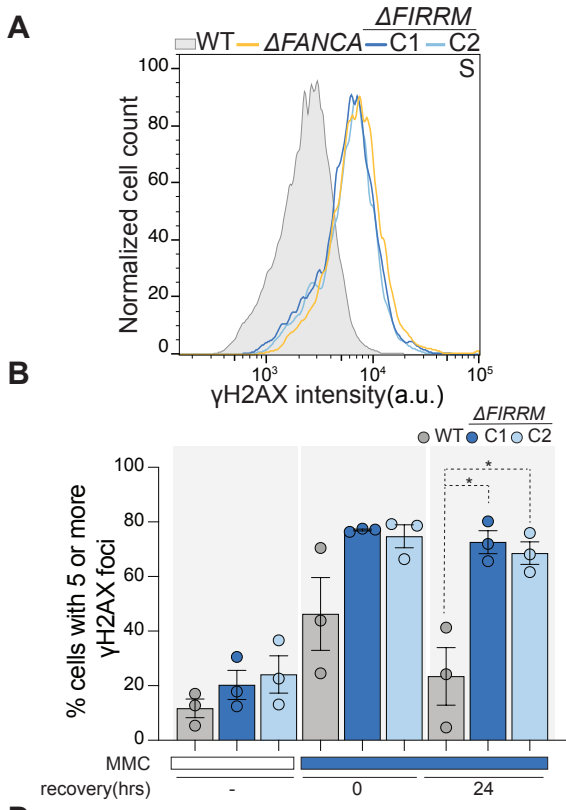 A
ΔFIRRM
WT ΔFANCA C1 C2
S
100
80
60
40
20
0
Normalized cell count
10³ 10⁴ 10⁵
γH2AX intensity(a.u.)
B
ΔFIRRM
WT C1 C2
100
80
60
40
20
0
% cells with 5 or more
γH2AX foci
*
*
MMC
recovery(hrs) - 0 24